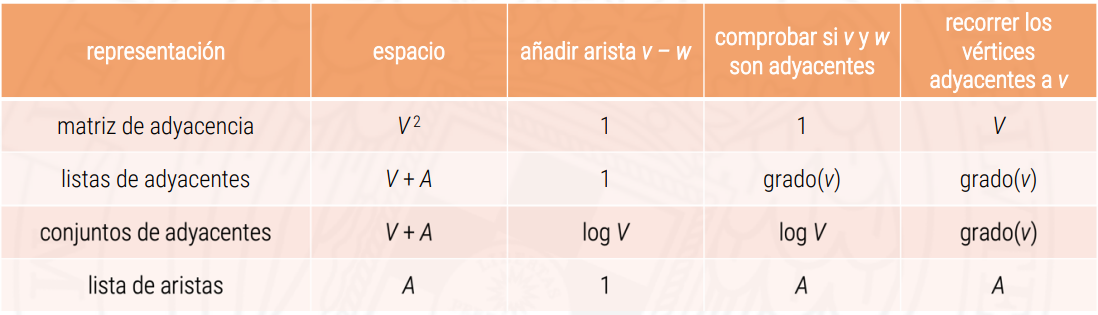 representación espacio añadir arista v – w comprobar si v y w son adyacentes recorrer los vértices adyacentes a v
matriz de adyacencia V² 1 1 V
listas de adyacentes V + A 1 grado(v) grado(v)
conjuntos de adyacentes V + A log V log V grado(v)
lista de aristas A 1 A A